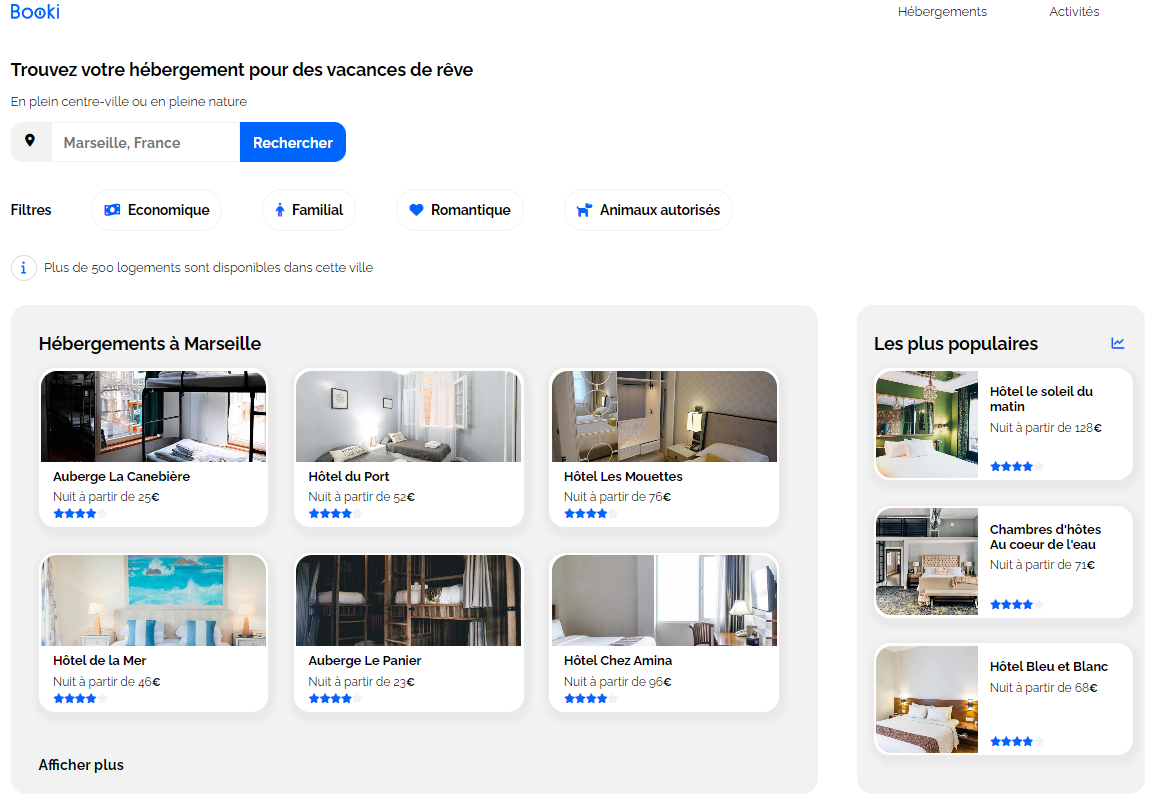 Booki
Hébergements
Activités
Trouvez votre hébergement pour des vacances de rêve
En plein centre-ville ou en pleine nature
Marseille, France
Rechercher
Filtres
Economique
Familial
Romantique
Animaux autorisés
i
Plus de 500 logements sont disponibles dans cette ville
Hébergements à Marseille
Auberge La Canebière
Nuit à partir de 25€
Hôtel du Port
Nuit à partir de 52€
Hôtel Les Mouettes
Nuit à partir de 76€
Hôtel de la Mer
Nuit à partir de 46€
Auberge Le Panier
Nuit à partir de 23€
Hôtel Chez Amina
Nuit à partir de 96€
Afficher plus
Les plus populaires
Hôtel le soleil du
matin
Nuit à partir de 128€
Chambres d'hôtes
Au coeur de l'eau
Nuit à partir de 71€
Hôtel Bleu et Blanc
Nuit à partir de 68€